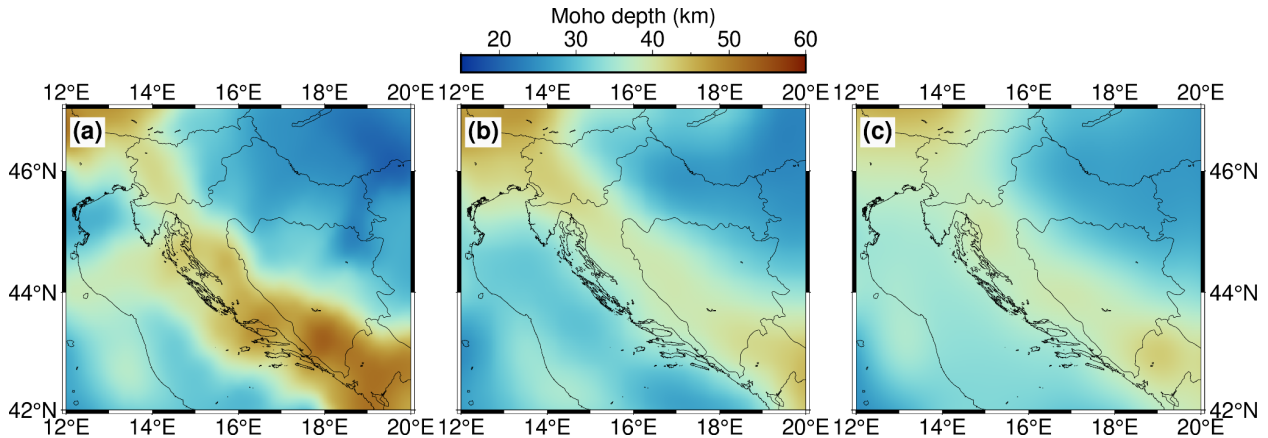 Moho depth (km)
20 30 40 50 60
12°E 14°E 16°E 18°E 20°E 12°E 14°E 16°E 18°E 20°E 12°E 14°E 16°E 18°E 20°E
(a) (b) (c)
46°N 46°N
44°N 44°N
42°N 42°N
12°E 14°E 16°E 18°E 20°E 12°E 14°E 16°E 18°E 20°E 12°E 14°E 16°E 18°E 20°E